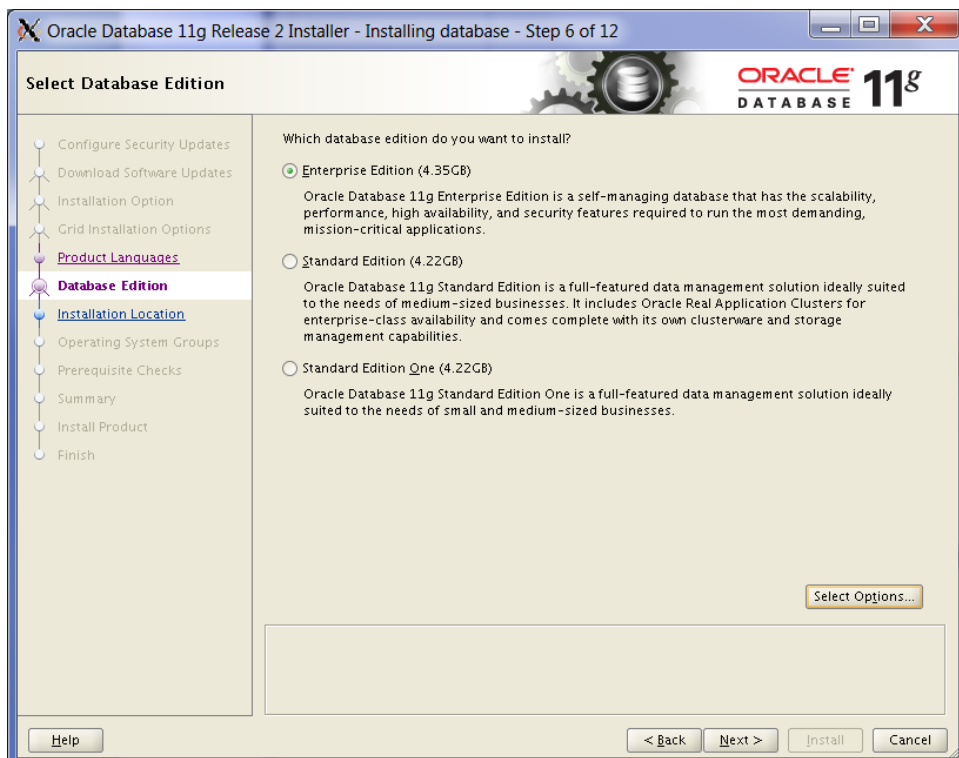 Oracle Database 11g Release 2 Installer - Installing database - Step 6 of 12
Select Database Edition
ORACLE
DATABASE
11g
Configure Security Updates
Download Software Updates
Installation Option
Grid Installation Options
Product Languages
Database Edition
Installation Location
Operating System Groups
Prerequisite Checks
Summary
Install Product
Finish
Which database edition do you want to install?
Enterprise Edition (4.35GB)
Oracle Database 11g Enterprise Edition is a self-managing database that has the scalability,
performance, high availability, and security features required to run the most demanding,
mission-critical applications.
Standard Edition (4.22GB)
Oracle Database 11g Standard Edition is a full-featured data management solution ideally suited
to the needs of medium-sized businesses. It includes Oracle Real Application Clusters for
enterprise-class availability and comes complete with its own clusterware and storage
management capabilities.
Standard Edition One (4.22GB)
Oracle Database 11g Standard Edition One is a full-featured data management solution ideally
suited to the needs of small and medium-sized businesses.
Select Options...
Help
< Back
Next >
Install
Cancel